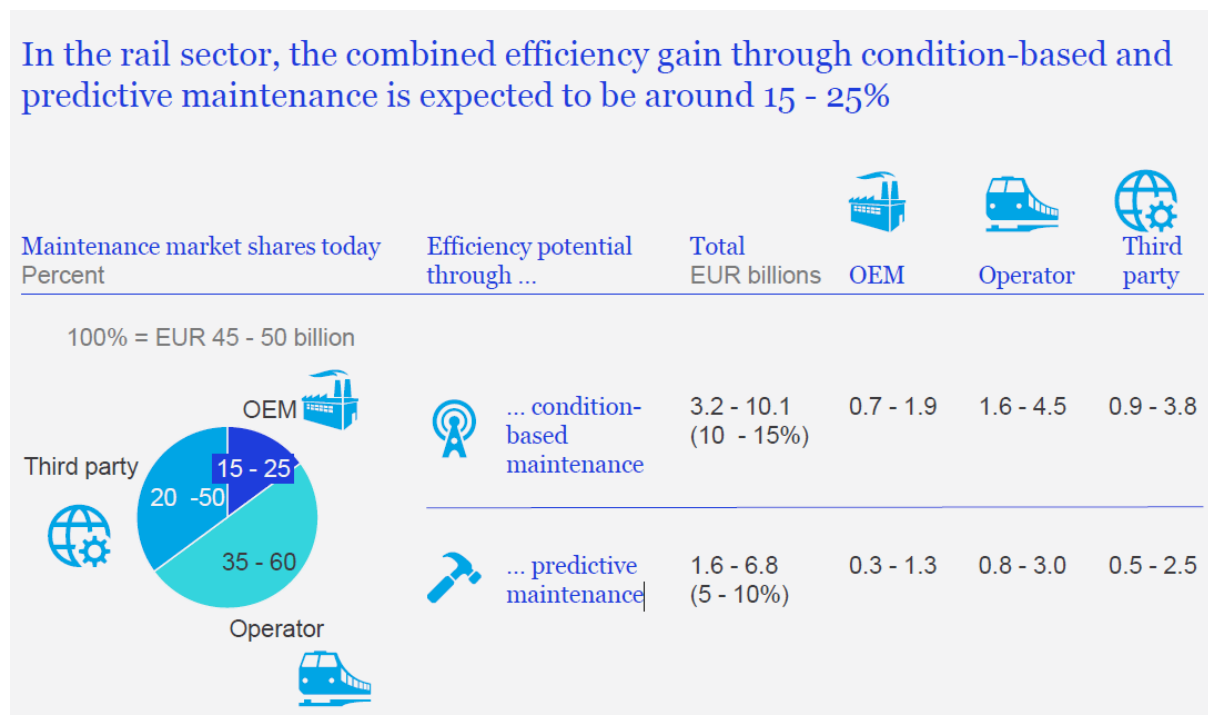 In the rail sector, the combined efficiency gain through condition-based and
predictive maintenance is expected to be around 15 - 25%
Maintenance market shares today
Percent
Efficiency potential
through ...
Total
EUR billions
OEM
Operator
Third
party
100% = EUR 45 - 50 billion
OEM
15 - 25
Third party
20 -50
35 - 60
Operator
... condition-
based
maintenance
3.2 - 10.1
(10 - 15%)
0.7 - 1.9
1.6 - 4.5
0.9 - 3.8
... predictive
maintenance
1.6 - 6.8
(5 - 10%)
0.3 - 1.3
0.8 - 3.0
0.5 - 2.5